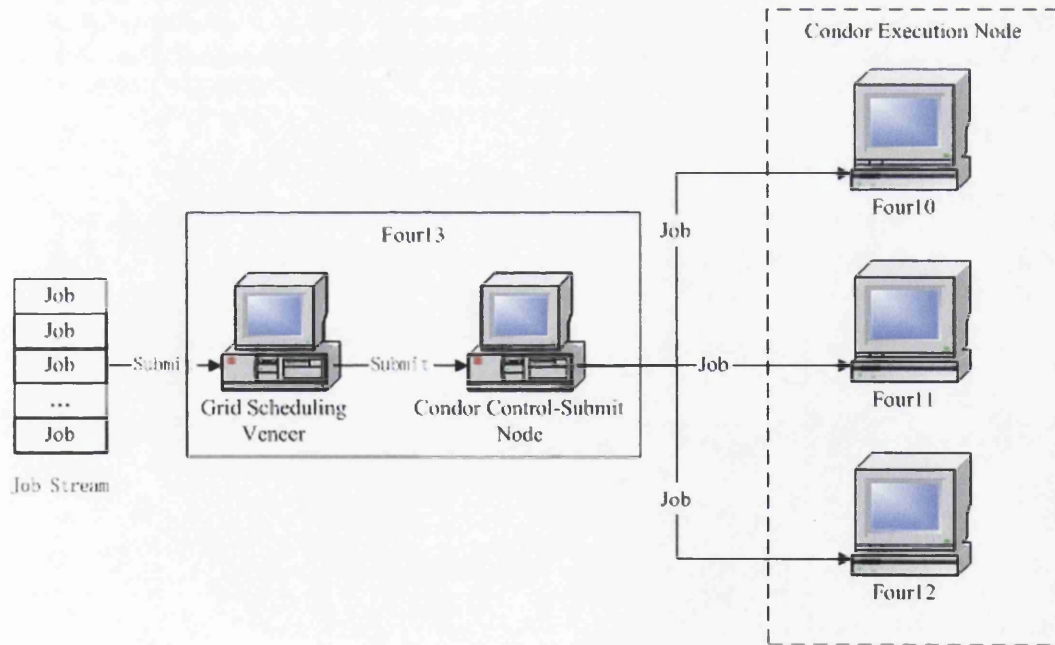 Condor Execution Node
Four10
Job
Four13
Job
Job
Job
...
Job
Job Stream
Submit
Submit
Grid Scheduling
Veneer
Condor Control-Submit
Node
Job
Four11
Job
Four12